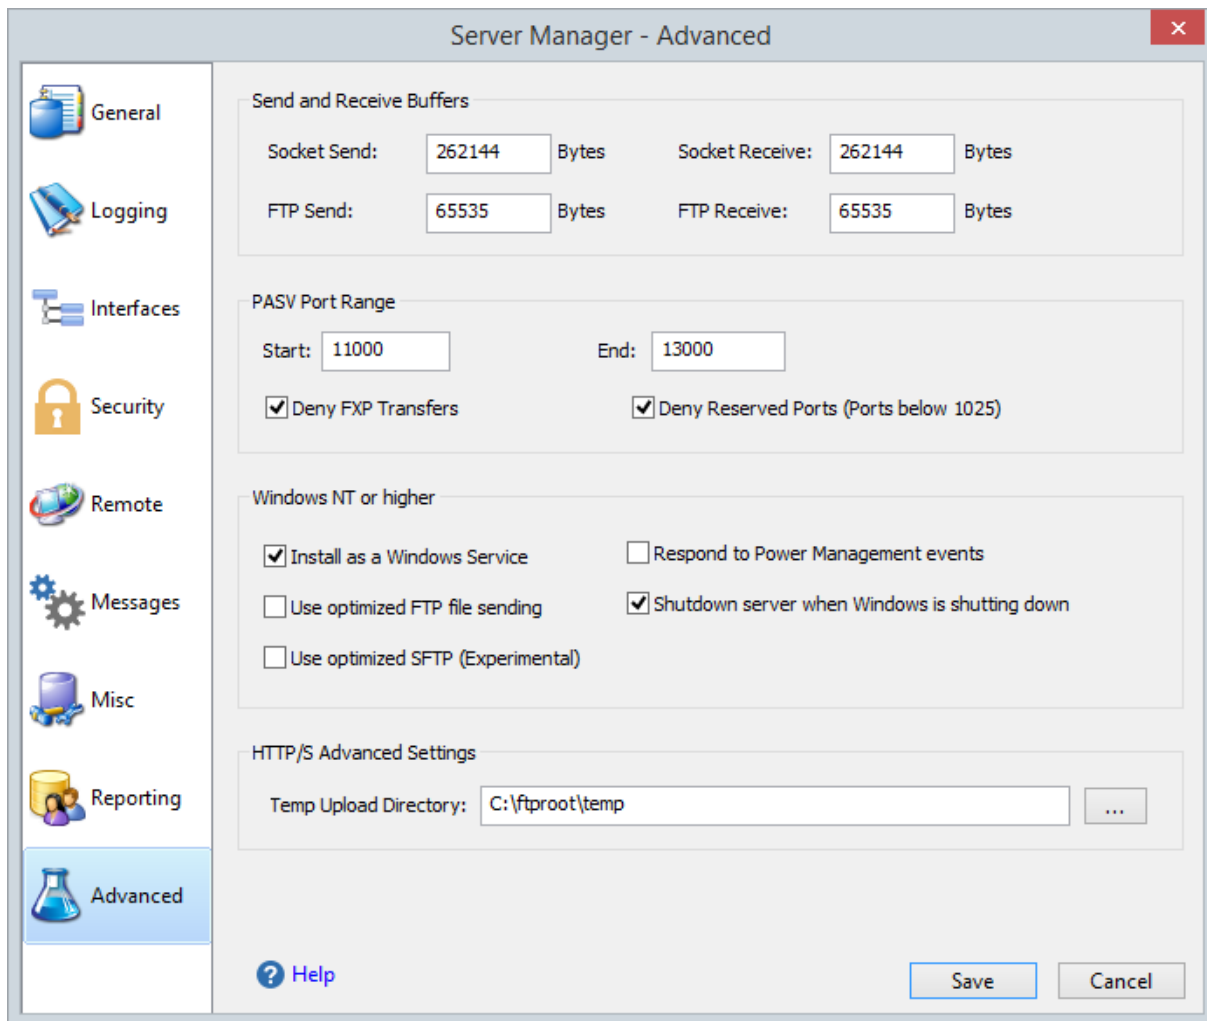 Server Manager - Advanced
General
Logging
Interfaces
Security
Remote
Messages
Misc
Reporting
Advanced
Send and Receive Buffers
Socket Send: 262144 Bytes Socket Receive: 262144 Bytes
FTP Send: 65535 Bytes FTP Receive: 65535 Bytes
PASV Port Range
Start: 11000 End: 13000
Deny FXP Transfers Deny Reserved Ports (Ports below 1025)
Windows NT or higher
Install as a Windows Service Respond to Power Management events
Use optimized FTP file sending Shutdown server when Windows is shutting down
Use optimized SFTP (Experimental)
HTTP/S Advanced Settings
Temp Upload Directory: C:\ftproot\temp ...
Help Save Cancel